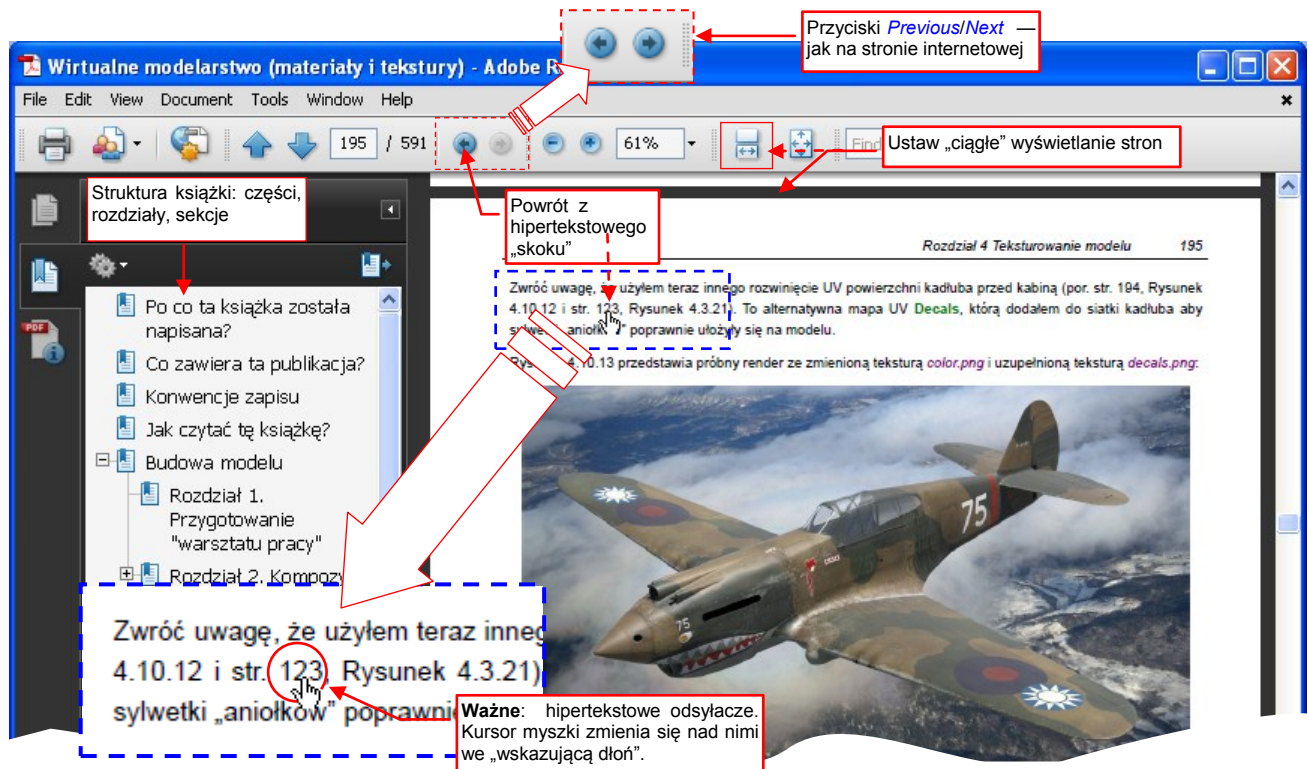 Przyciski Previous/Next —
jak na stronie internetowej
Wirtualne modelarstwo (materiały i tekstury) - Adobe R
File Edit View Document Tools Window Help
195 / 591
61%
Find
Ustaw „ciągłe” wyświetlanie stron
Struktura książki: części,
rozdziały, sekcje
Powrót z
hipertekstowego
„skoku”
Po co ta książka została
napisana?
Co zawiera ta publikacja?
Konwencje zapisu
Jak czytać tę książkę?
Budowa modelu
Rozdział 1.
Przygotowanie
"warsztatu pracy"
Rozdział 2. Kompozy
PDF
Rozdział 4 Teksturowanie modelu 195
Zwróć uwagę, że użyłem teraz innego rozwinięcie UV powierzchni kadłuba przed kabiną (por. str. 194, Rysunek
4.10.12 i str. 123, Rysunek 4.3.21). To alternatywna mapa UV Decals, którą dodałem do siatki kadłuba aby
sylwetki „aniołk ” poprawnie ułożyły się na modelu.
4.10.13 przedstawia próbny render ze zmienioną teksturą color.png i uzupełnioną teksturą decals.png:
75
75
Zwróć uwagę, że użyłem teraz inneg
4.10.12 i str. 123, Rysunek 4.3.21)
sylwetki „aniołków” poprawni
Ważne: hipertekstowe odsyłacze.
Kursor myszki zmienia się nad nimi
we „wskazującą dłoń”.